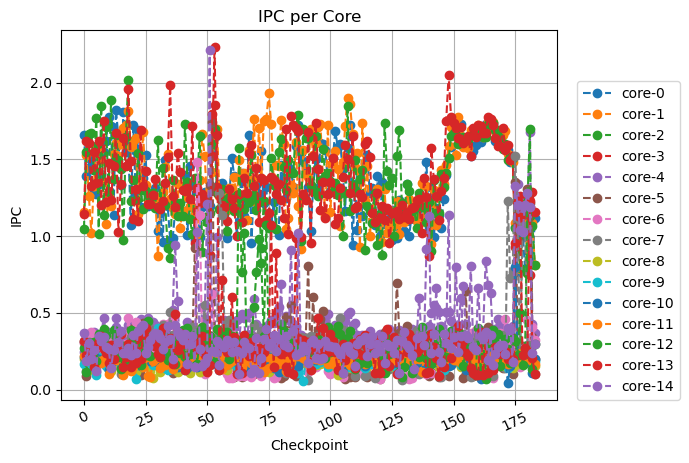 IPC per Core
IPC
2.0
1.5
1.0
0.5
0.0
0
25
50
75
100
125
150
175
Checkpoint
core-0
core-1
core-2
core-3
core-4
core-5
core-6
core-7
core-8
core-9
core-10
core-11
core-12
core-13
core-14